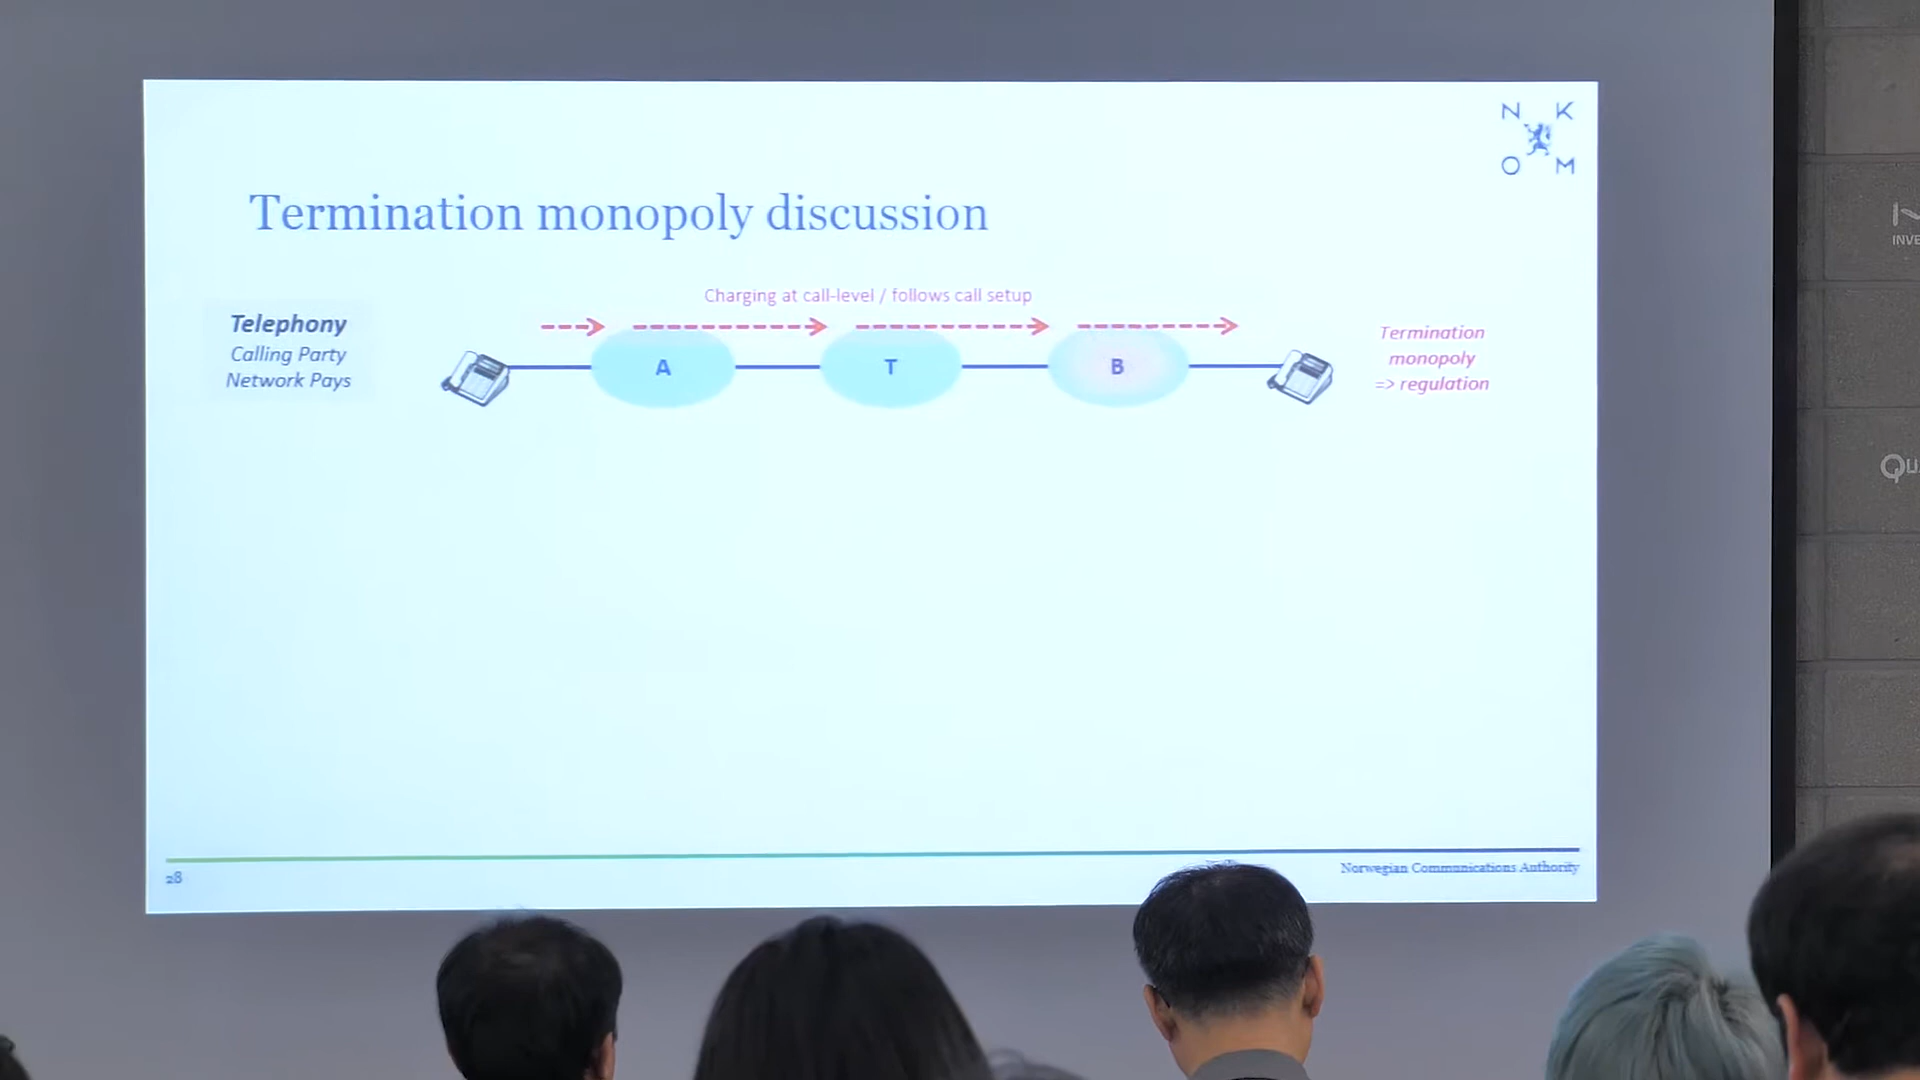 N K
O M
Termination monopoly discussion
Charging at call-level / follows call setup
Telephony
Calling Party
Network Pays
A
T
B
Termination
monopoly
=> regulation
28
Norwegian Communications Authority
INVE